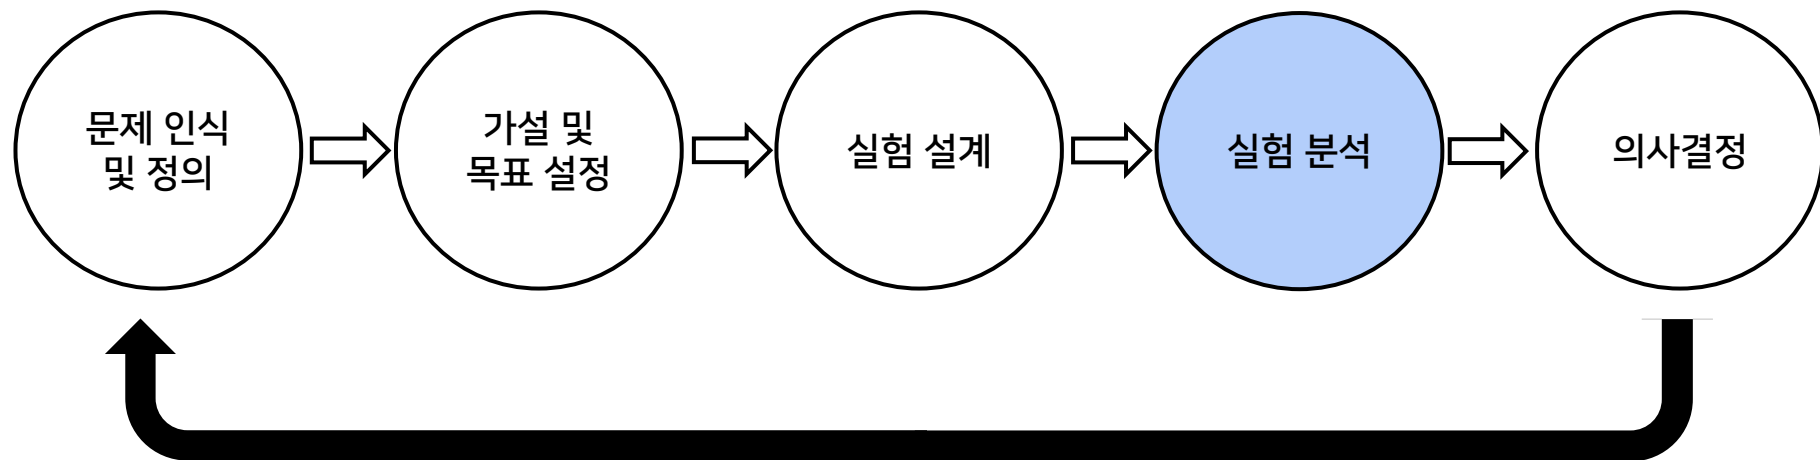 문제 인식
및 정의
가설 및
목표 설정
실험 설계
실험 분석
의사결정